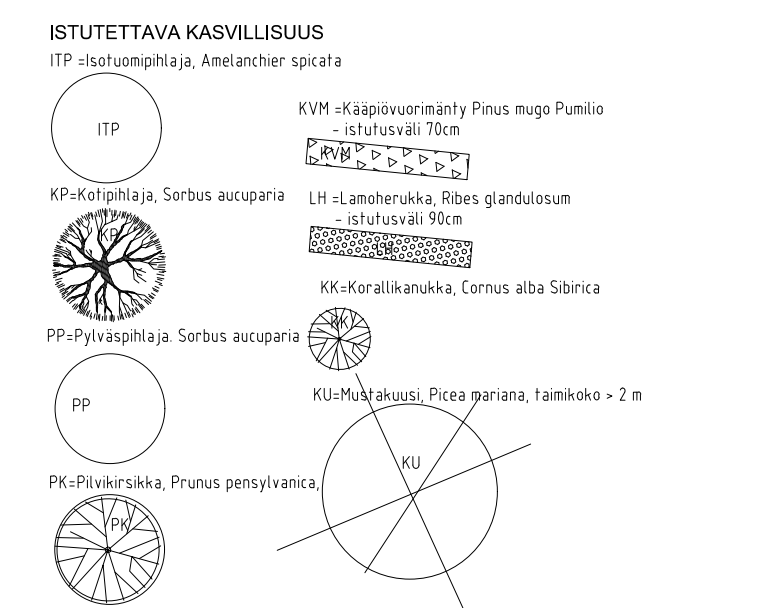 ISTUTETTAVA KASVILLISUUS
ITP =Isotuomipihlaja, Amelanchier spicata
ITP
KP=Kotipihlaja, Sorbus aucuparia
KP
PP=Pylväspihlaja. Sorbus aucuparia
PP
PK=Pilvikirsikka, Prunus pensylvanica,
PK
KVM =Kääpiövuorimänty Pinus mugo Pumilio
- istutusväli 70cm
KVM
LH =Lamoherukka, Ribes glandulosum
- istutusväli 90cm
LH
KK=Korallikanukka, Cornus alba Sibirica
KK
KU=Mustakuusi, Picea mariana, taimikoko > 2 m
KU